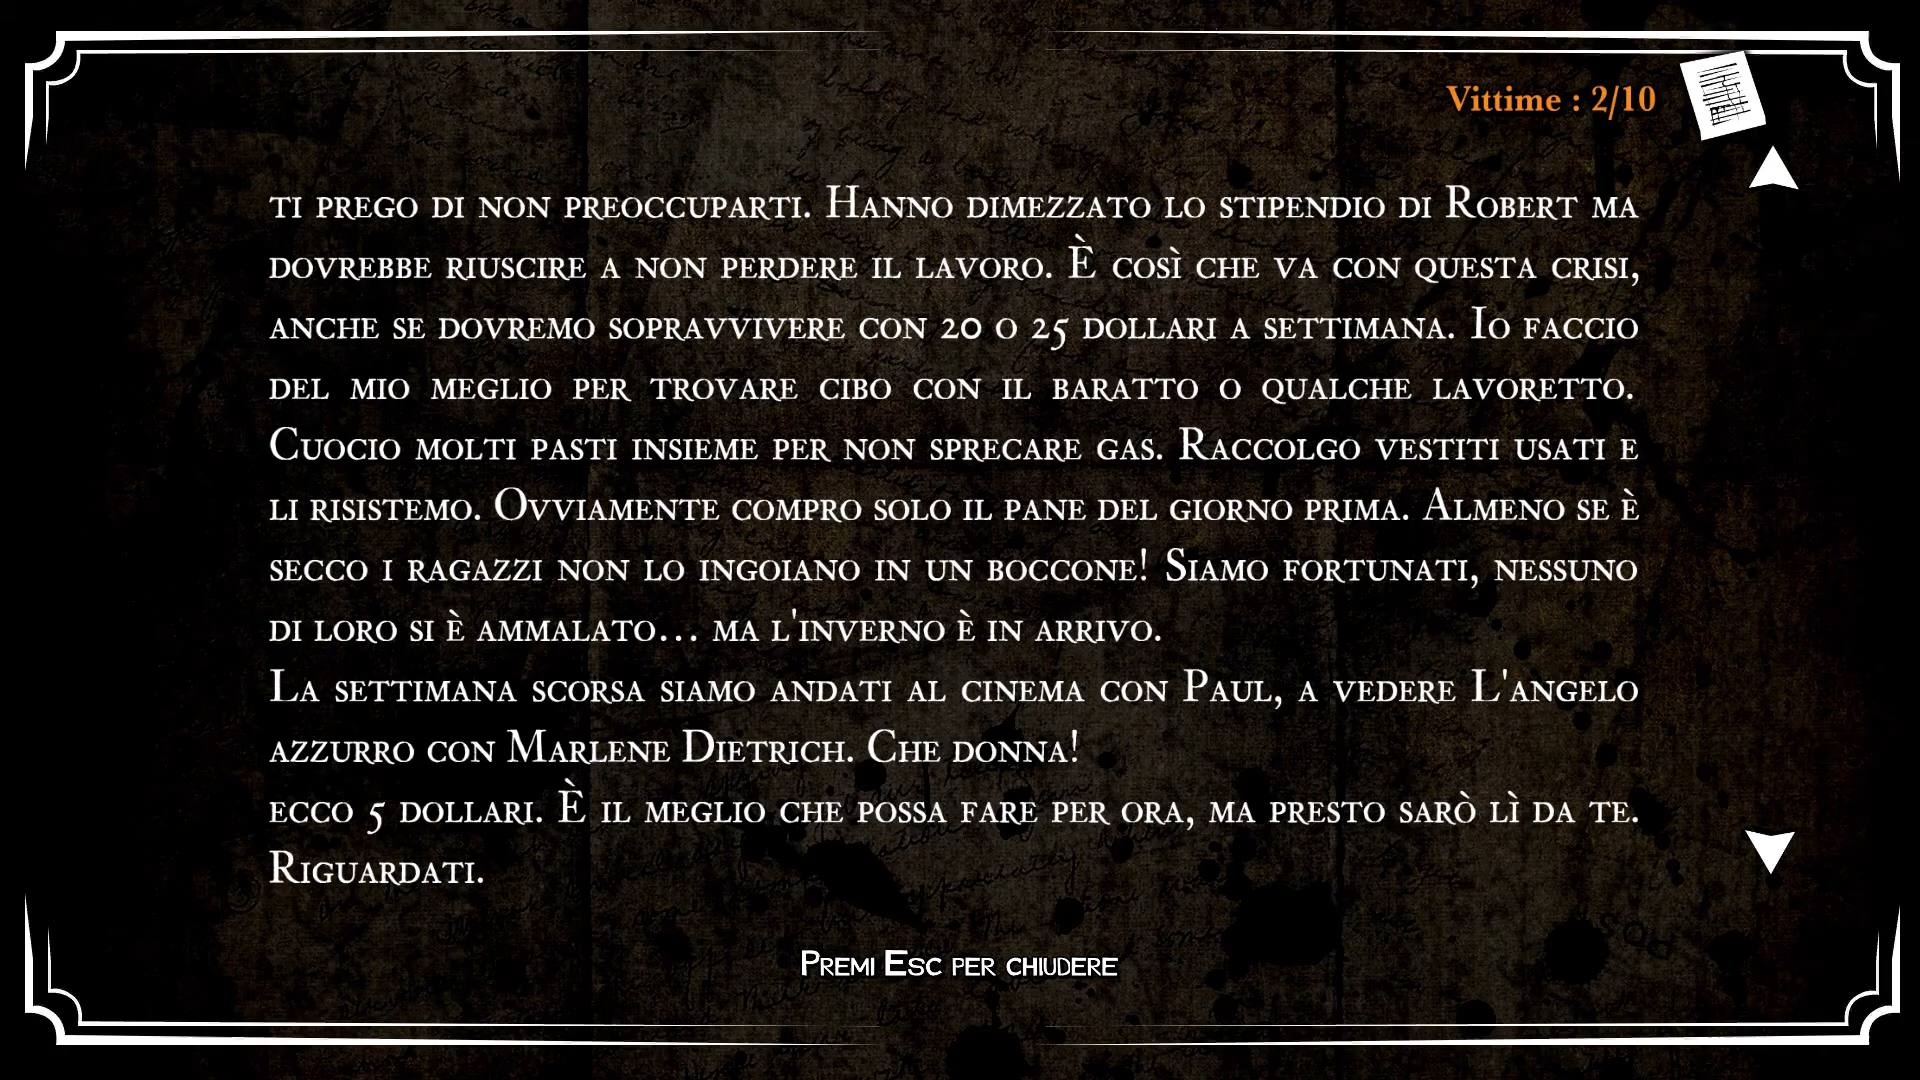 Vittime : 2/10
ti prego di non preoccuparti. Hanno dimezzato lo stipendio di Robert ma
dovrebbe riuscire a non perdere il lavoro. È così che va con questa crisi,
anche se dovremo sopravvivere con 20 o 25 dollari a settimana. Io faccio
del mio meglio per trovare cibo con il baratto o qualche lavoretto.
Cuocio molti pasti insieme per non sprecare gas. Raccolgo vestiti usati e
li risistemo. Ovviamente compro solo il pane del giorno prima. Almeno se è
secco i ragazzi non lo ingoiano in un boccone! Siamo fortunati, nessuno
di loro si è ammalato... ma l'inverno è in arrivo.
La settimana scorsa siamo andati al cinema con Paul, a vedere L'angelo
azzurro con Marlene Dietrich. Che donna!
ecco 5 dollari. È il meglio che possa fare per ora, ma presto sarò lì da te.
Riguardati.
Premi Esc per chiudere